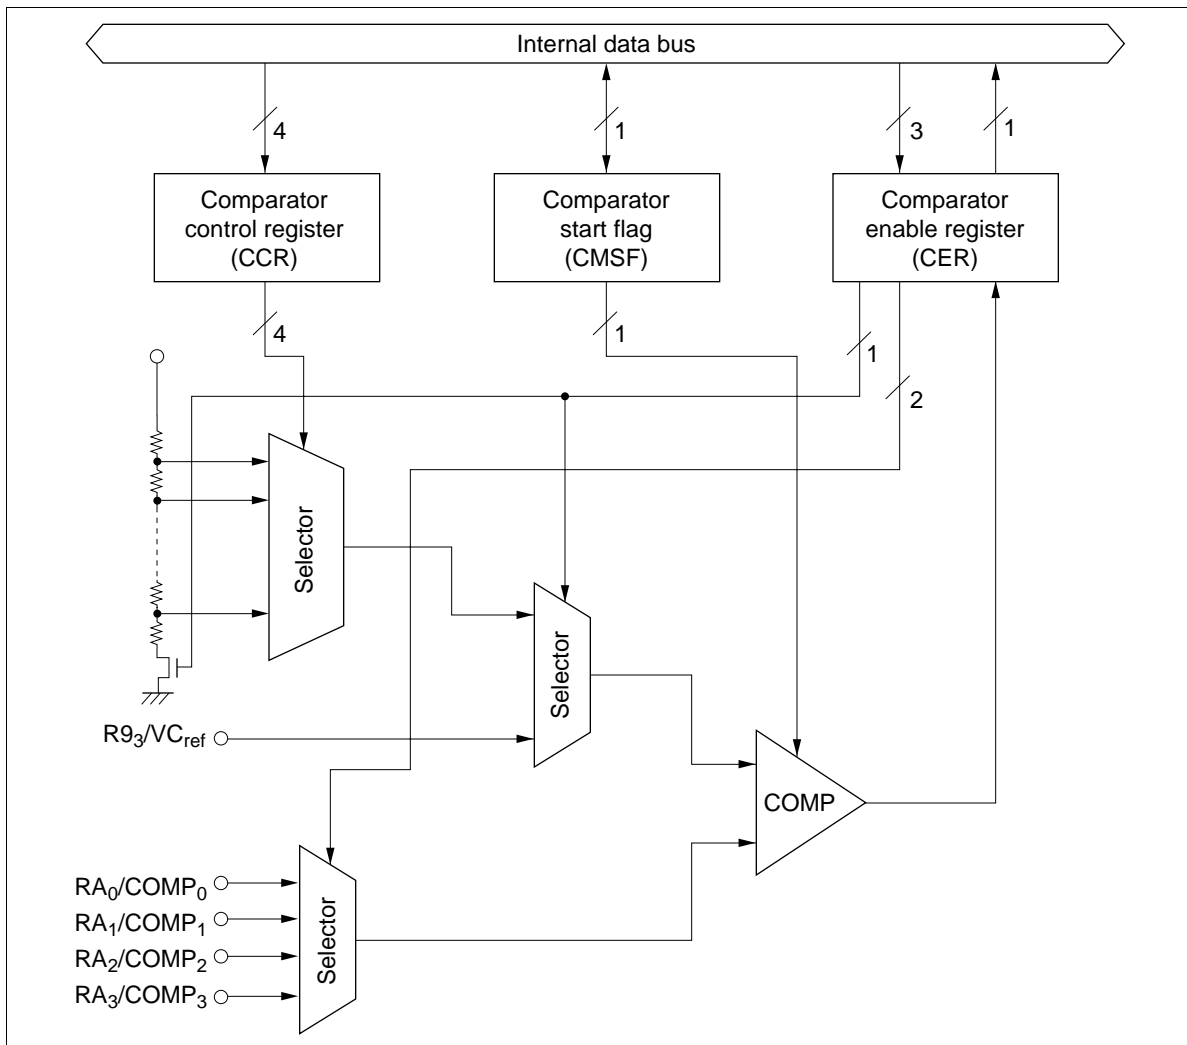 Internal data bus
4
1
3
1
Comparator
control register
(CCR)
Comparator
start flag
(CMSF)
Comparator
enable register
(CER)
4
1
1
2
Selector
Selector
R9₃/VC_ref
COMP
RA₀/COMP₀
RA₁/COMP₁
RA₂/COMP₂
RA₃/COMP₃
Selector